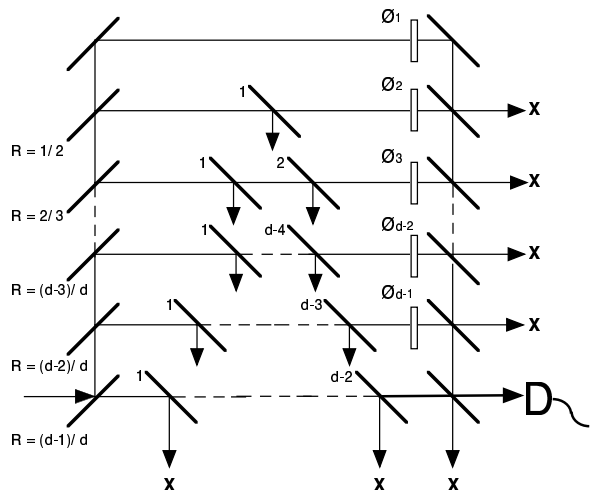 Ø1
1 Ø2 X
R = 1/ 2
1 2 Ø3 X
R = 2/ 3
1 d-4 Ød-2 X
R = (d-3)/ d
1 d-3 Ød-1 X
R = (d-2)/ d
1 d-2 D
R = (d-1)/ d
X X X